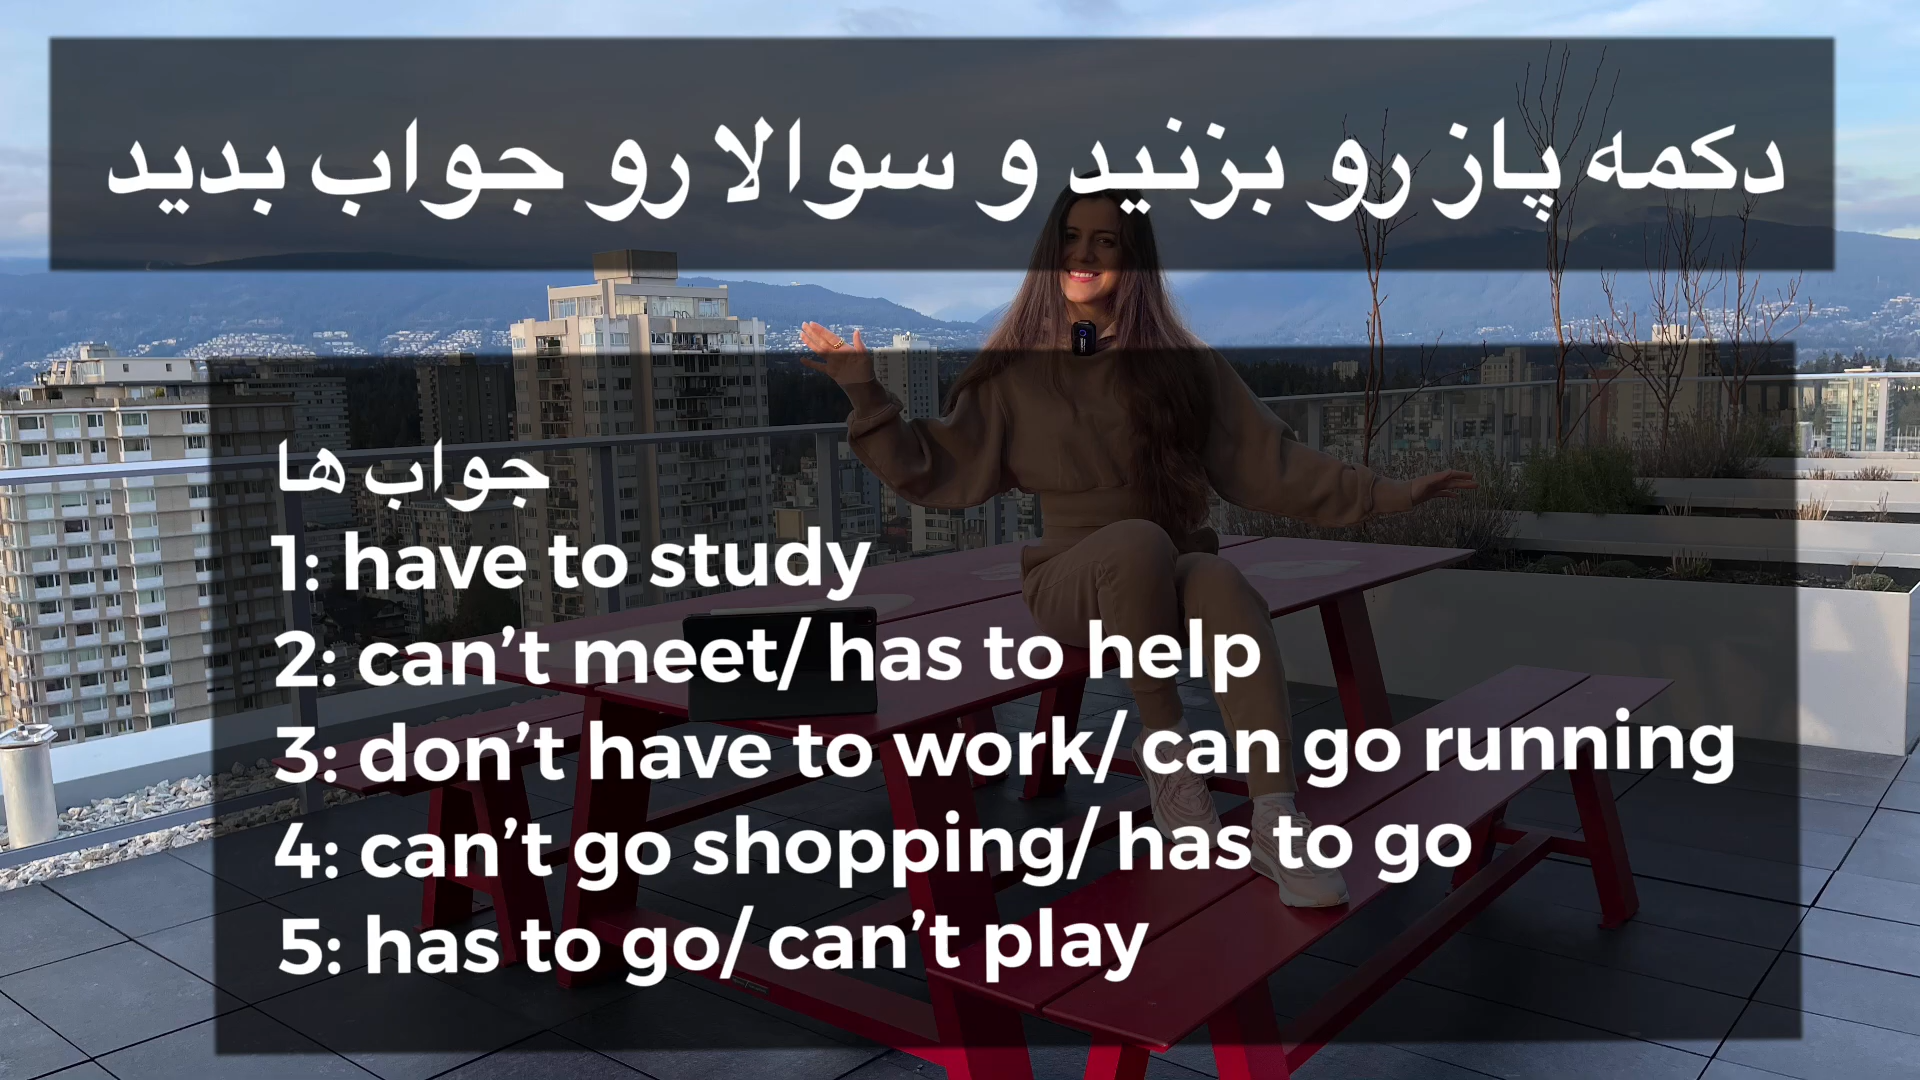 دکمه پاز رو بزنید و سوالا رو جواب بدید
جواب ها
1: have to study
2: can’t meet/ has to help
3: don’t have to work/ can go running
4: can’t go shopping/ has to go
5: has to go/ can’t play